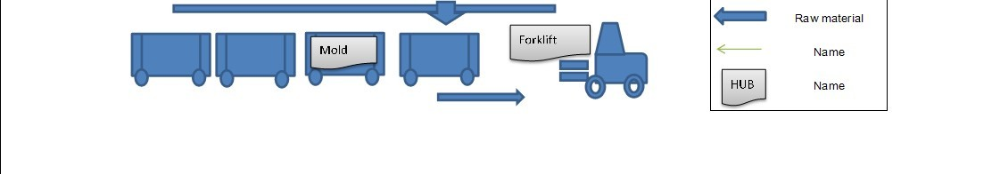 Mold
Forklift
Raw material
Name
HUB Name